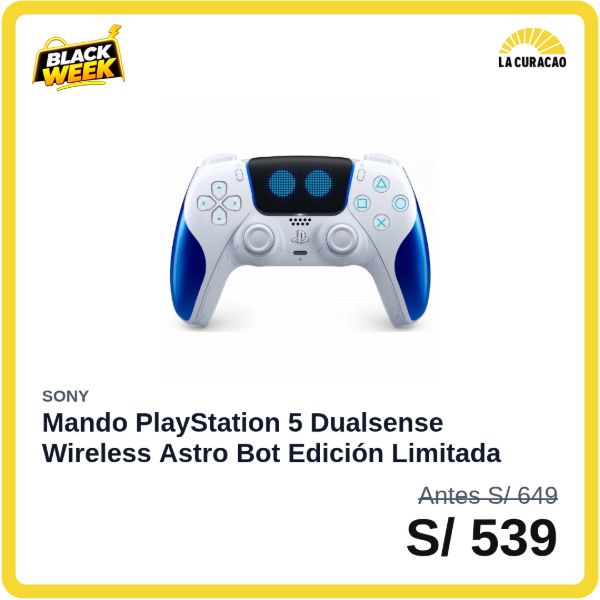 BLACK
WEEK
LA CURACAO
SONY
Mando PlayStation 5 Dualsense
Wireless Astro Bot Edición Limitada
Antes S/ 649
S/ 539